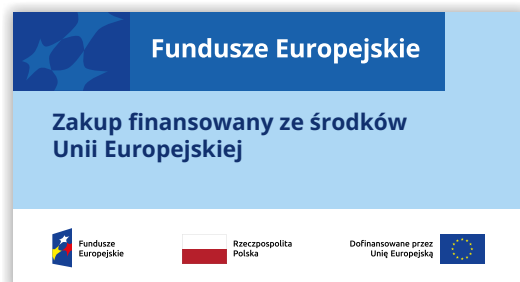 Fundusze Europejskie
Zakup finansowany ze środków
Unii Europejskiej
Fundusze
Europejskie
Rzeczpospolita
Polska
Dofinansowane przez
Unię Europejską